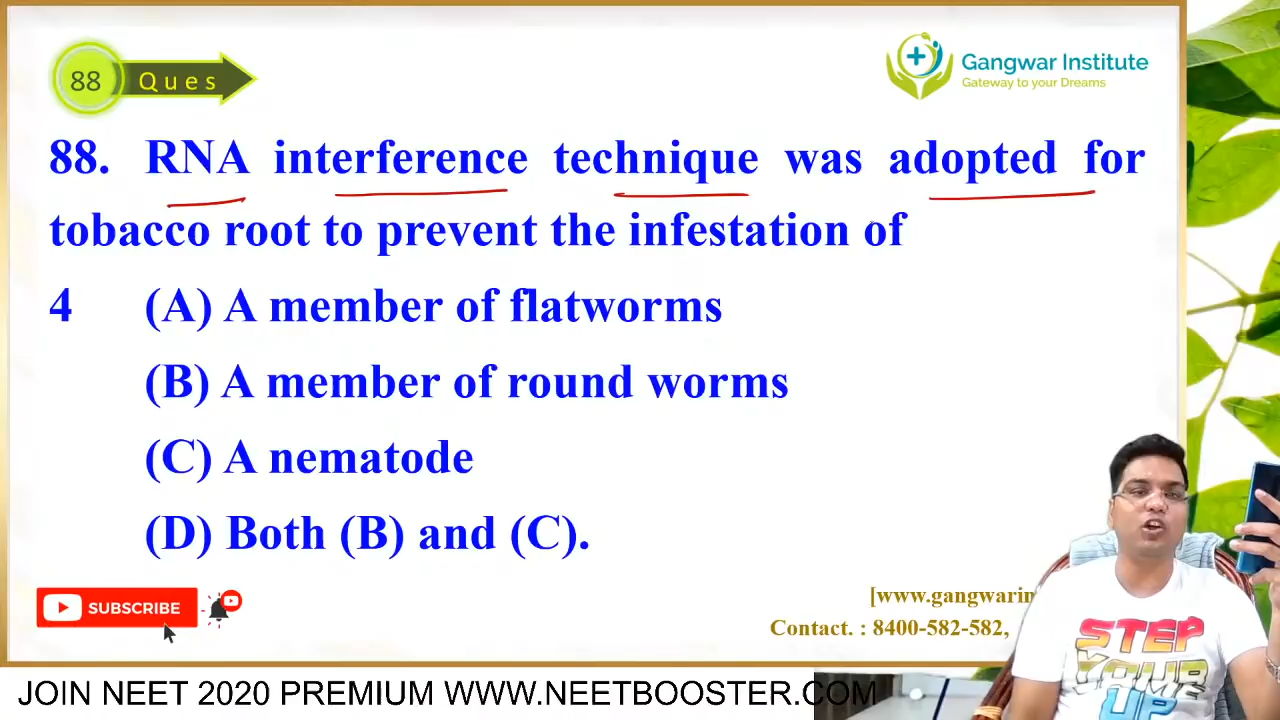 88 Ques
Gangwar Institute
Gateway to your Dreams
88. RNA interference technique was adopted for
tobacco root to prevent the infestation of
4 (A) A member of flatworms
(B) A member of round worms
(C) A nematode
(D) Both (B) and (C).
SUBSCRIBE
[www.gangwarin
Contact. : 8400-582-582,
STEP
YOUR
UP
JOIN NEET 2020 PREMIUM WWW.NEETBOOSTER.COM